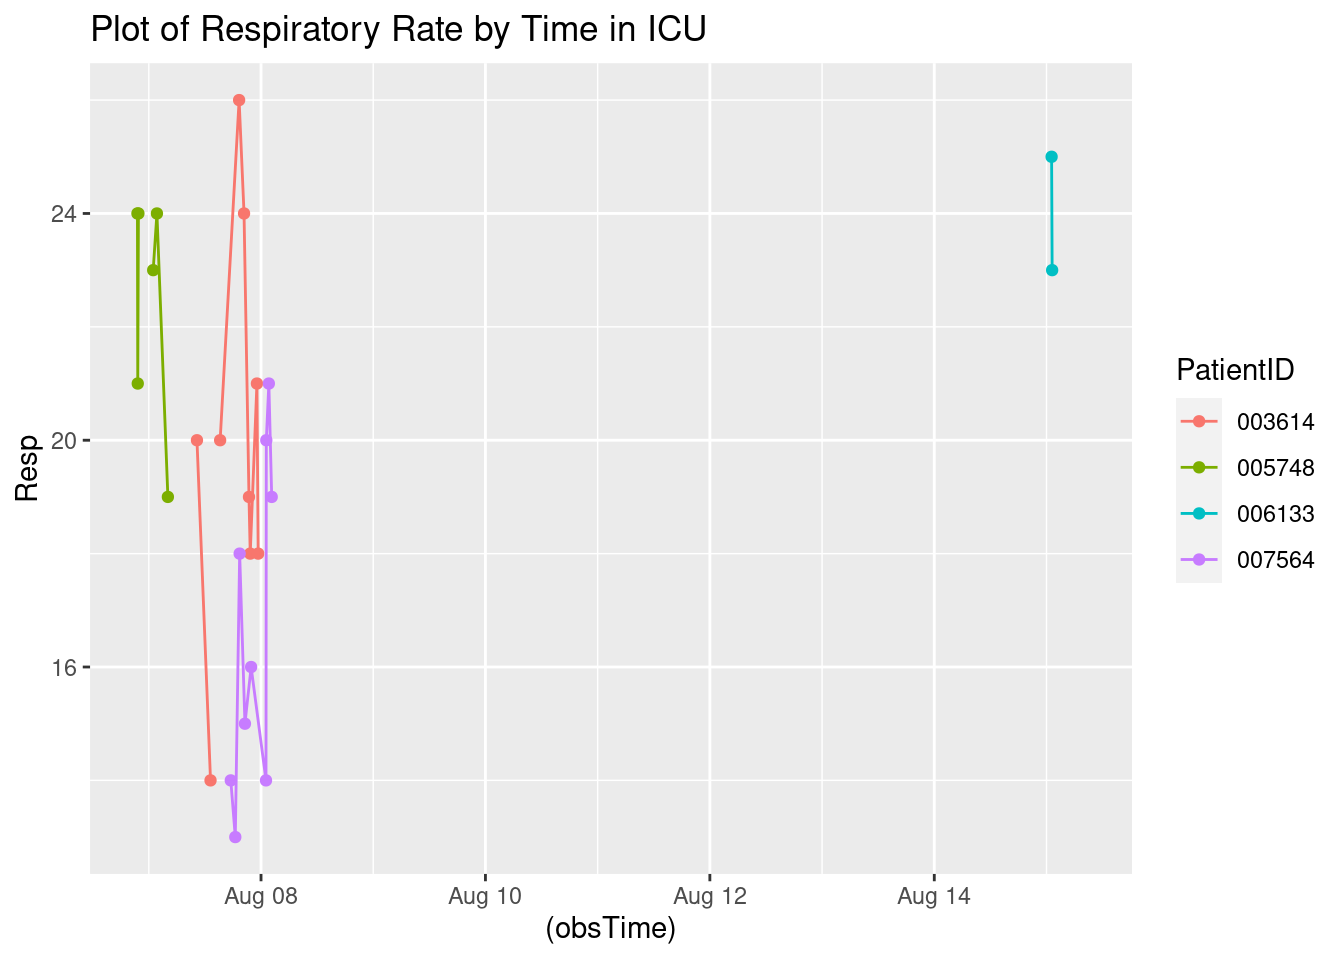 Plot of Respiratory Rate by Time in ICU
24
20
16
Resp
Aug 08 Aug 10 Aug 12 Aug 14
(obsTime)
PatientID
003614
005748
006133
007564